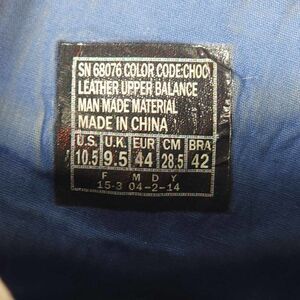 SN 68076 COLOR CODE:CHOC
LEATHER UPPER BALANCE
MAN MADE MATERIAL
MADE IN CHINA
U.S. U.K. EUR CM BRA
10.5 9.5 44 28.5 42
F M D Y
15-3 04-2-14